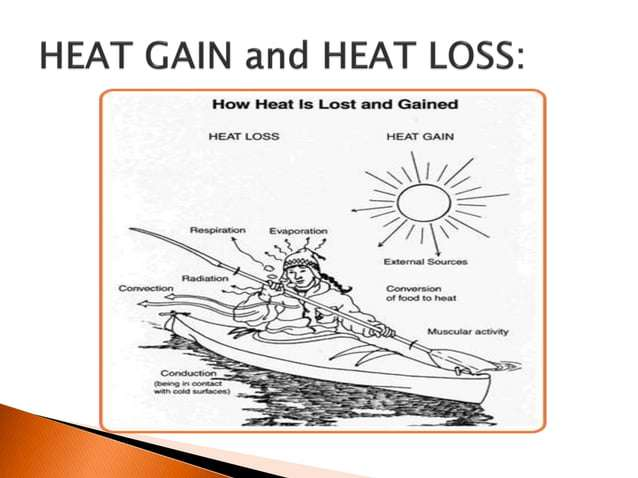 HEAT GAIN and HEAT LOSS:
How Heat Is Lost and Gained
HEAT LOSS
HEAT GAIN
Respiration
Evaporation
External Sources
Radiation
Convection
Conversion
of food to heat
Muscular activity
Conduction
(being in contact
with cold surfaces)